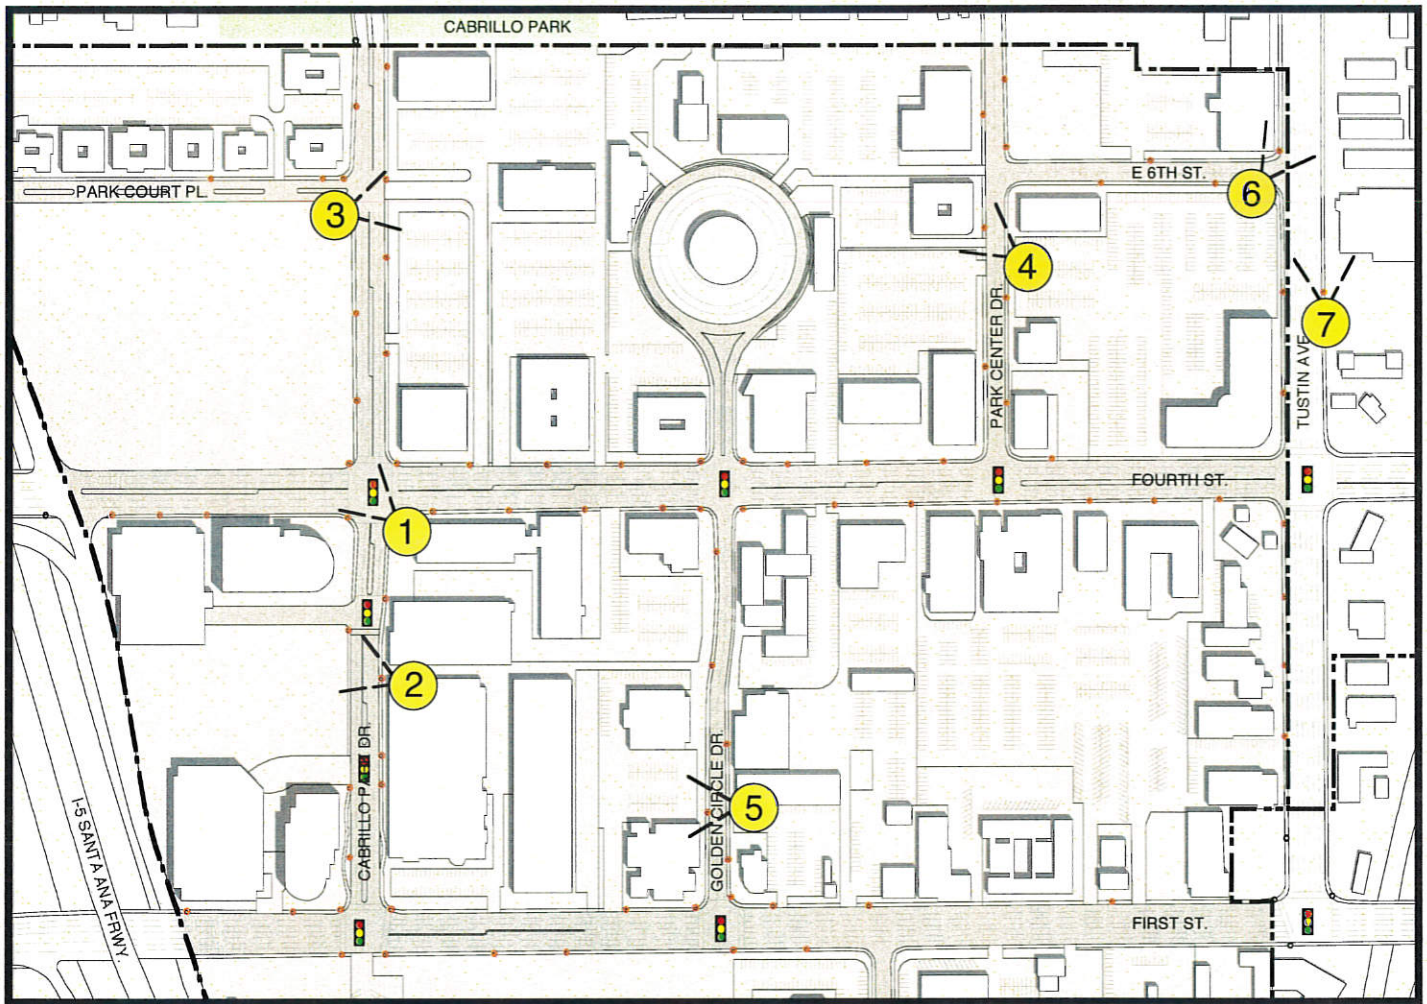 CABRILLO PARK
PARK COURT PL.
E 6TH ST.
3
6
4
7
PARK CENTER DR.
TUSTIN AVE
FOURTH ST.
1
2
CABRILLO PARK DR.
GOLDEN CIRCLE DR.
5
I-5 SANTA ANA FRWY.
FIRST ST.